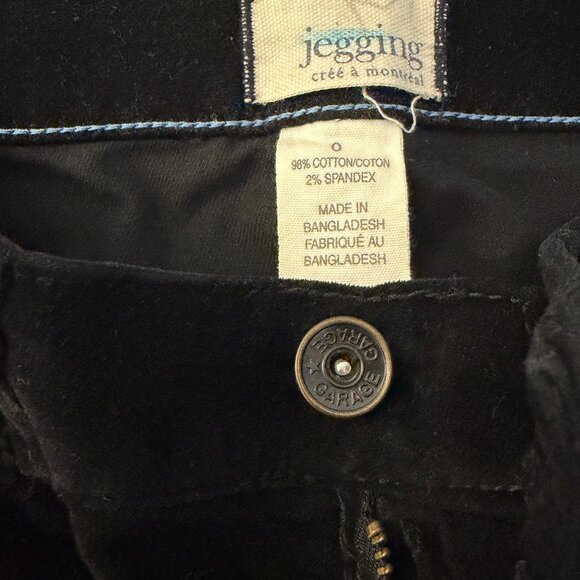 jegging
créé à montréal
0
98% COTTON/COTON
2% SPANDEX
MADE IN
BANGLADESH
FABRIQUÉ AU
BANGLADESH
GARAGE
GARAGE